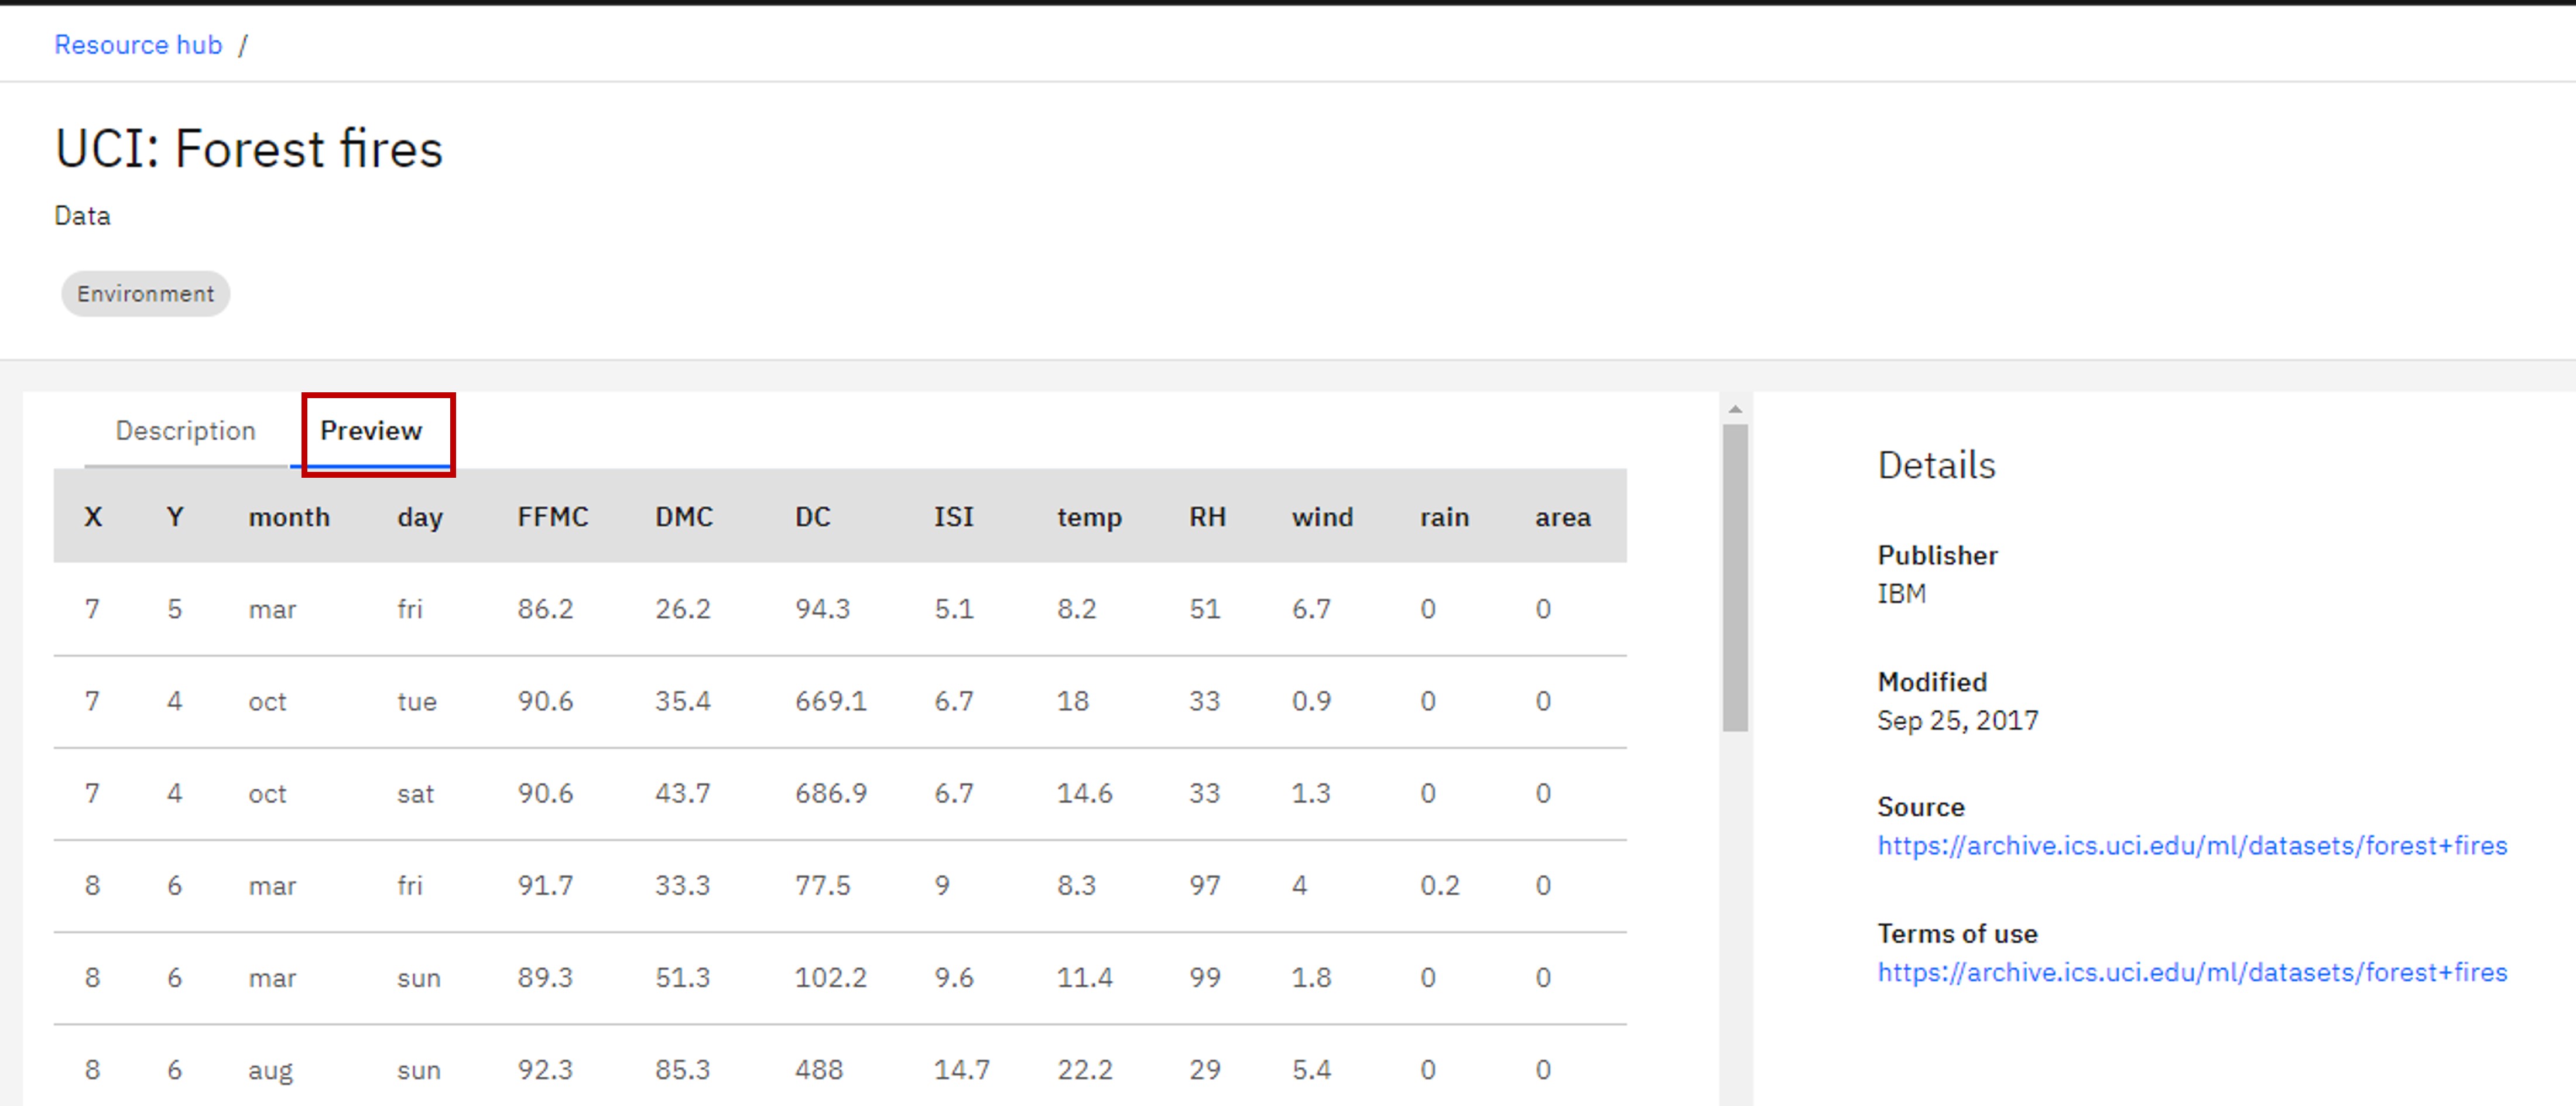 Resource hub /
UCI: Forest fires
Data
Environment
Description Preview
X Y month day FFMC DMC DC ISI temp RH wind rain area
7 5 mar fri 86.2 26.2 94.3 5.1 8.2 51 6.7 0 0
7 4 oct tue 90.6 35.4 669.1 6.7 18 33 0.9 0 0
7 4 oct sat 90.6 43.7 686.9 6.7 14.6 33 1.3 0 0
8 6 mar fri 91.7 33.3 77.5 9 8.3 97 4 0.2 0
8 6 mar sun 89.3 51.3 102.2 9.6 11.4 99 1.8 0 0
8 6 aug sun 92.3 85.3 488 14.7 22.2 29 5.4 0 0
Details
Publisher
IBM
Modified
Sep 25, 2017
Source
https://archive.ics.uci.edu/ml/datasets/forest+fires
Terms of use
https://archive.ics.uci.edu/ml/datasets/forest+fires